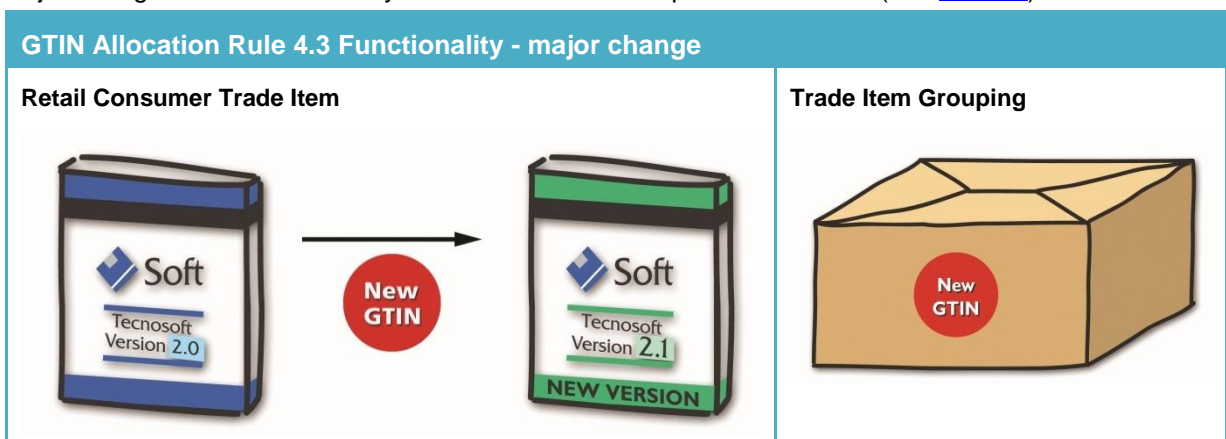 GTIN Allocation Rule 4.3 Functionality - major change
Retail Consumer Trade Item
Trade Item Grouping
Soft
Tecnosoft
Version 2.0
New
GTIN
Soft
Tecnosoft
Version 2.1
NEW VERSION
New
GTIN